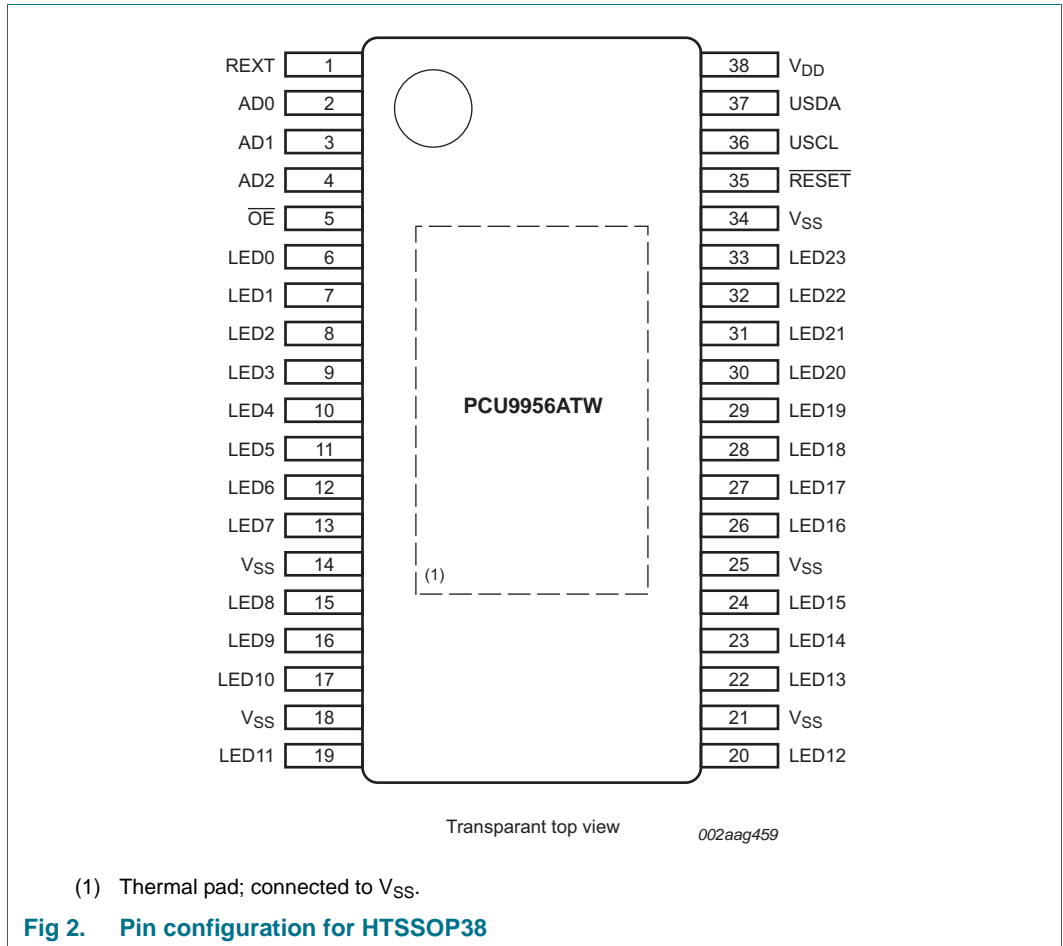 REXT 1 38 VDD
AD0 2 37 USDA
AD1 3 36 USCL
AD2 4 35 RESET
OE 5 34 VSS
LED0 6 33 LED23
LED1 7 32 LED22
LED2 8 31 LED21
LED3 9 30 LED20
LED4 10 PCU9956ATW 29 LED19
LED5 11 28 LED18
LED6 12 27 LED17
LED7 13 26 LED16
VSS 14 (1) 25 VSS
LED8 15 24 LED15
LED9 16 23 LED14
LED10 17 22 LED13
VSS 18 21 VSS
LED11 19 20 LED12
Transparant top view 002aag459
(1) Thermal pad; connected to VSS.
Fig 2. Pin configuration for HTSSOP38